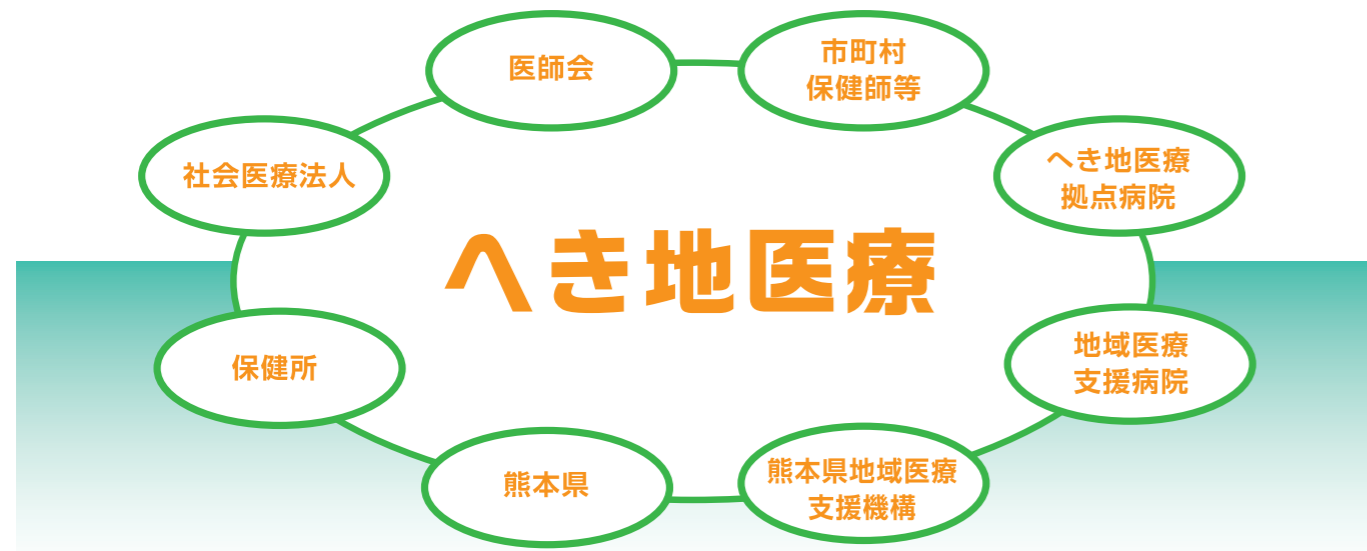 医師会
市町村
保健師等
社会医療法人
へき地医療
拠点病院
へき地医療
保健所
地域医療
支援病院
熊本県
熊本県地域医療
支援機構